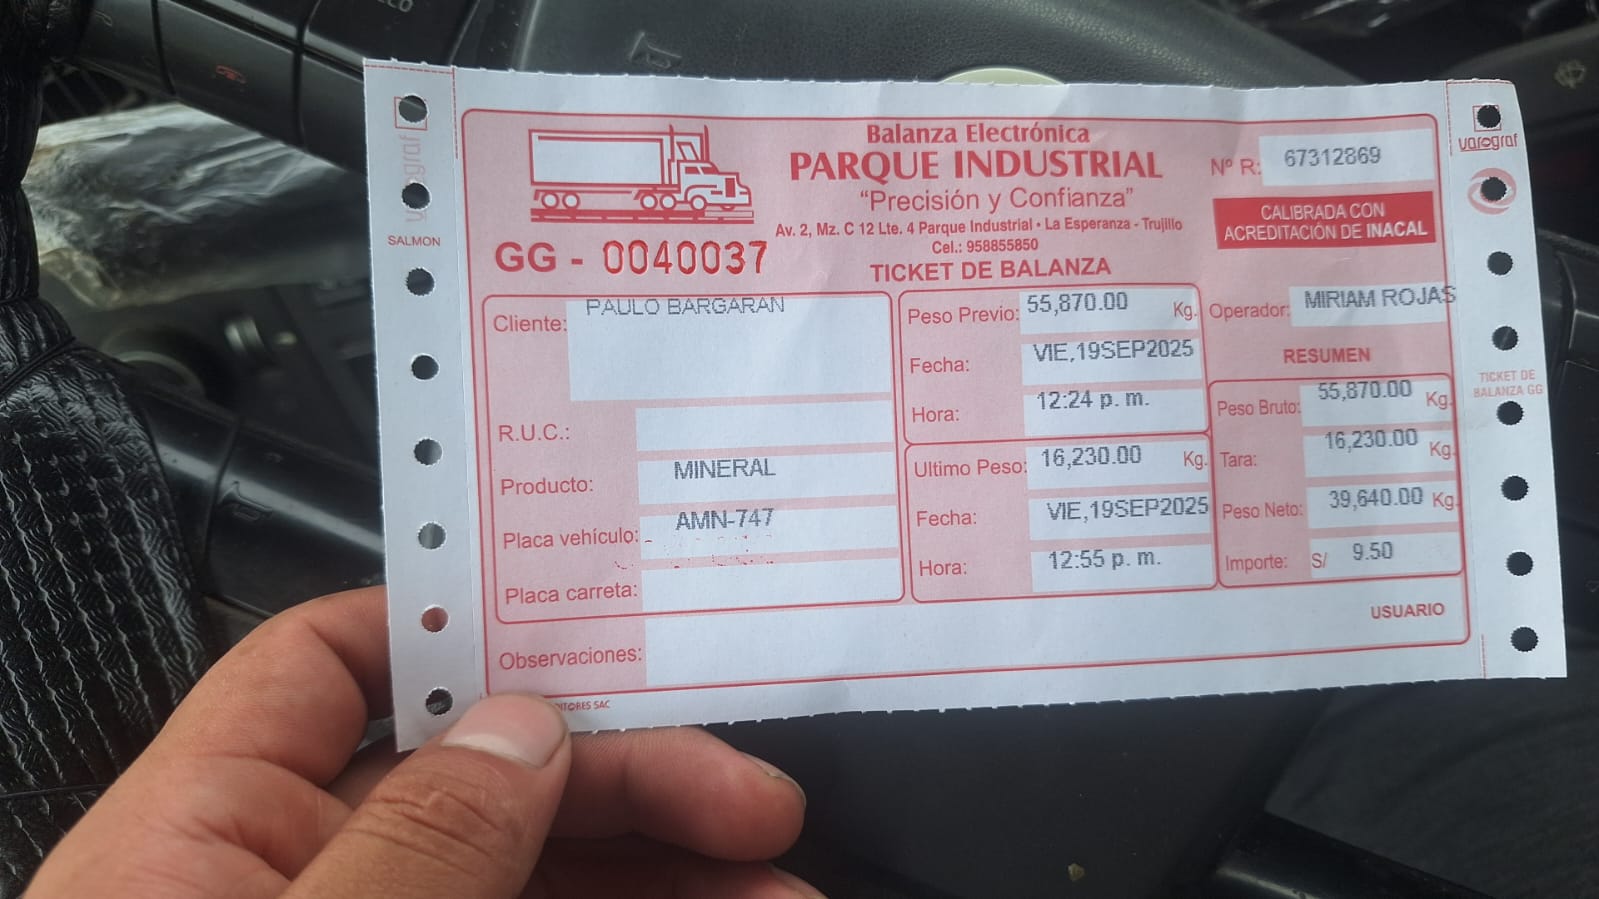 Balanza Electrónica
PARQUE INDUSTRIAL
"Precisión y Confianza"
Av. 2, Mz. C 12 Lte. 4 Parque Industrial • La Esperanza - Trujillo
Cel.: 958855850
Nº R: 67312869
CALIBRADA CON
ACREDITACIÓN DE INACAL
GG - 0040037
TICKET DE BALANZA
Cliente: PAULO BARGARAN
R.U.C.:
Producto: MINERAL
Placa vehículo: AMN-747
Placa carreta:
Observaciones:
Peso Previo: 55,870.00 Kg.
Fecha: VIE,19SEP2025
Hora: 12:24 p. m.
Ultimo Peso: 16,230.00 Kg.
Fecha: VIE,19SEP2025
Hora: 12:55 p. m.
Operador: MIRIAM ROJAS
RESUMEN
Peso Bruto: 55,870.00 Kg.
Tara: 16,230.00 Kg.
Peso Neto: 39,640.00 Kg.
Importe: S/ 9.50
USUARIO
varograf
SALMON
varograf
TICKET DE
BALANZA GG
SAC